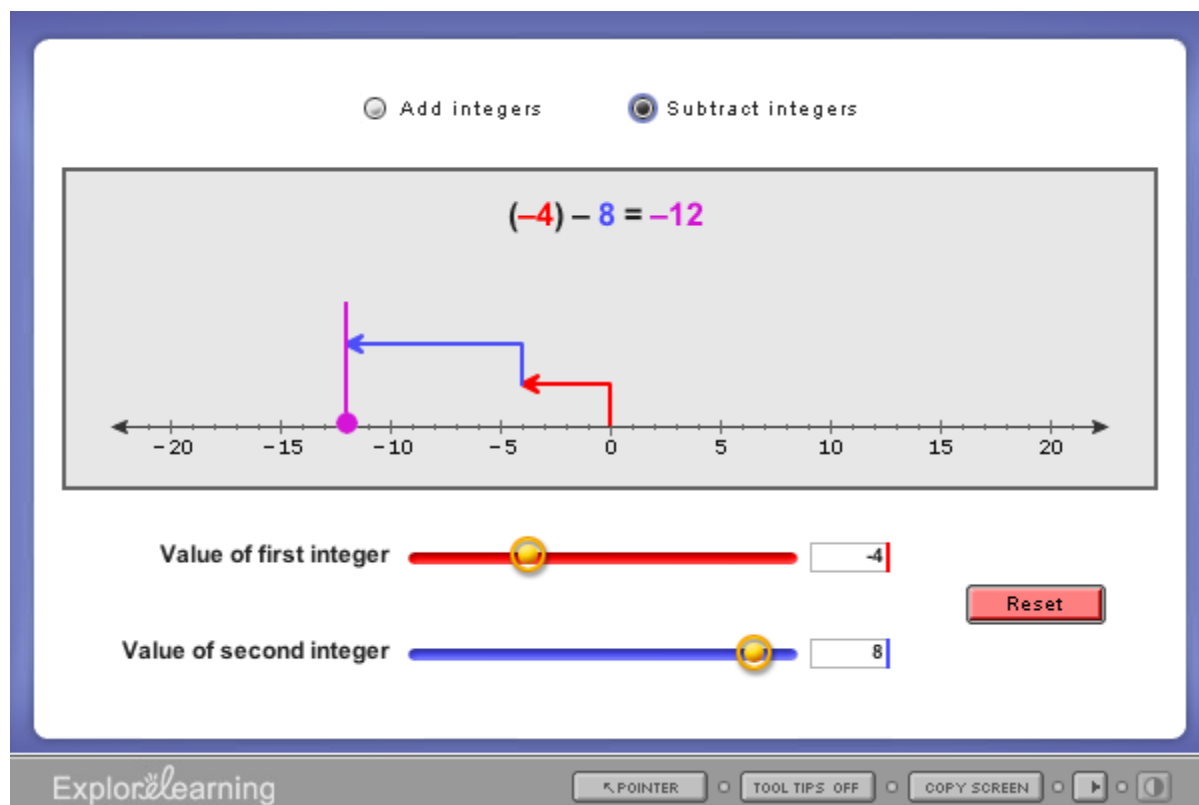 Add integers Subtract integers
(–4) – 8 = –12
-20 -15 -10 -5 0 5 10 15 20
Value of first integer -4
Reset
Value of second integer 8
ExploreLearning POINTER TOOL TIPS OFF COPY SCREEN